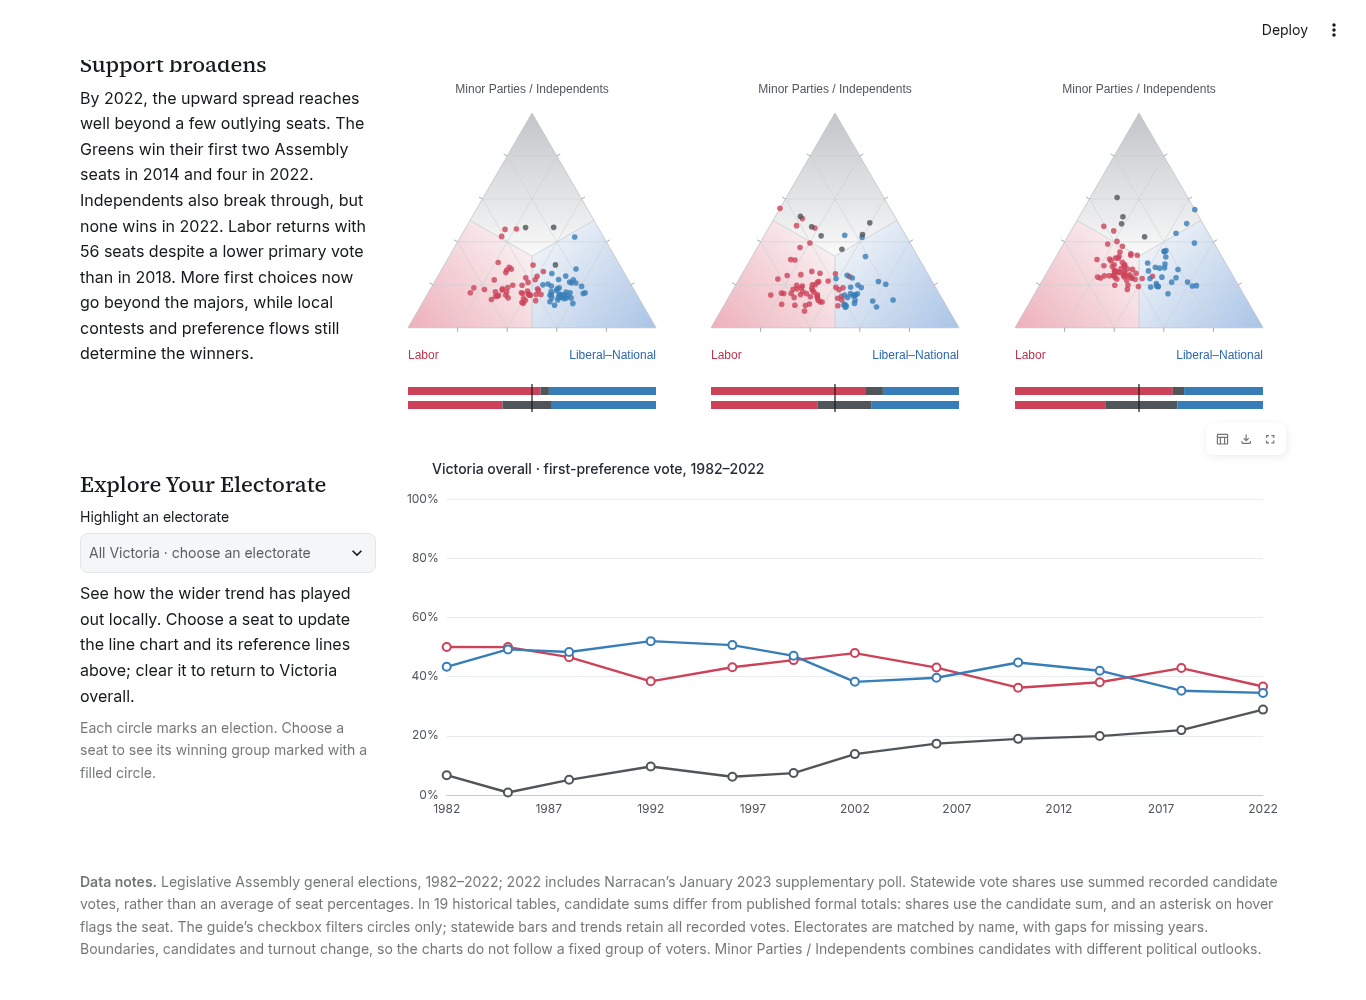 Deploy
Support broadens
By 2022, the upward spread reaches
well beyond a few outlying seats. The
Greens win their first two Assembly
seats in 2014 and four in 2022.
Independents also break through, but
none wins in 2022. Labor returns with
56 seats despite a lower primary vote
than in 2018. More first choices now
go beyond the majors, while local
contests and preference flows still
determine the winners.
Minor Parties / Independents
Labor
Liberal–National
Minor Parties / Independents
Labor
Liberal–National
Minor Parties / Independents
Labor
Liberal–National
Explore Your Electorate
Highlight an electorate
All Victoria · choose an electorate
See how the wider trend has played
out locally. Choose a seat to update
the line chart and its reference lines
above; clear it to return to Victoria
overall.
Each circle marks an election. Choose a
seat to see its winning group marked with a
filled circle.
Victoria overall · first-preference vote, 1982–2022
100%
80%
60%
40%
20%
0%
1982 1987 1992 1997 2002 2007 2012 2017 2022
Data notes. Legislative Assembly general elections, 1982–2022; 2022 includes Narracan’s January 2023 supplementary poll. Statewide vote shares use summed recorded candidate
votes, rather than an average of seat percentages. In 19 historical tables, candidate sums differ from published formal totals: shares use the candidate sum, and an asterisk on hover
flags the seat. The guide’s checkbox filters circles only; statewide bars and trends retain all recorded votes. Electorates are matched by name, with gaps for missing years.
Boundaries, candidates and turnout change, so the charts do not follow a fixed group of voters. Minor Parties / Independents combines candidates with different political outlooks.